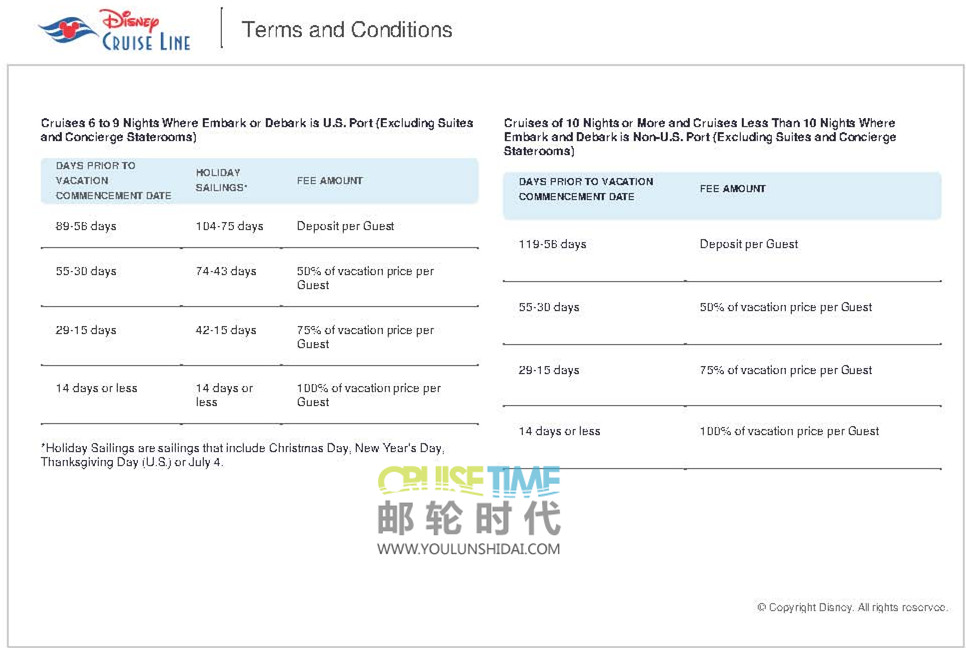 Disney
CRUISE LINE
Terms and Conditions
Cruises 6 to 9 Nights Where Embark or Debark is U.S. Port (Excluding Suites
and Concierge Staterooms)
DAYS PRIOR TO
VACATION
COMMENCEMENT DATE
HOLIDAY
SAILINGS*
FEE AMOUNT
89-56 days
104-75 days
Deposit per Guest
55-30 days
74-43 days
50% of vacation price per
Guest
29-15 days
42-15 days
75% of vacation price per
Guest
14 days or less
14 days or
less
100% of vacation price per
Guest
*Holiday Sailings are sailings that include Christmas Day, New Year's Day,
Thanksgiving Day (U.S.) or July 4.
Cruises of 10 Nights or More and Cruises Less Than 10 Nights Where
Embark and Debark is Non-U.S. Port (Excluding Suites and Concierge
Staterooms)
DAYS PRIOR TO VACATION
COMMENCEMENT DATE
FEE AMOUNT
119-56 days
Deposit per Guest
55-30 days
50% of vacation price per Guest
29-15 days
75% of vacation price per Guest
14 days or less
100% of vacation price per Guest
CRUISETIME
邮轮时代
WWW.YOULUNSHIDAI.COM
© Copyright Disney. All rights reserved.